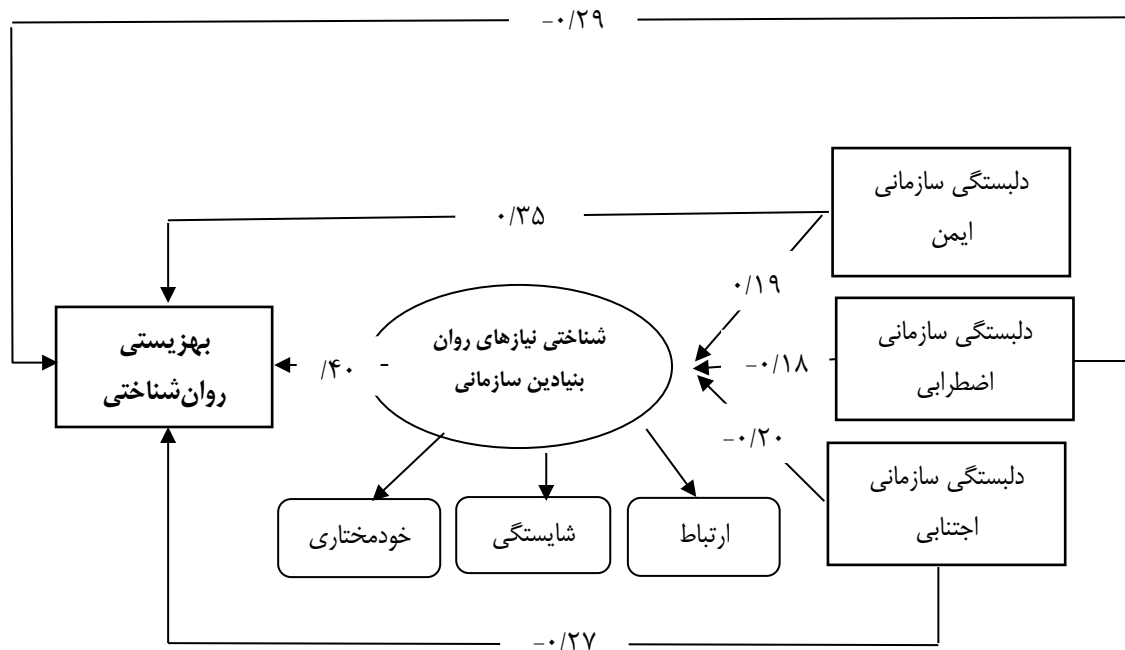 -۰/۲۹
دلبستگی سازمانی
ایمن
۰/۳۵
۰/۱۹
بهزیستی
روان‌شناختی
/۴۰
شناختی نیازهای روان
بنیادین سازمانی
-۰/۱۸
دلبستگی سازمانی
اضطرابی
-۰/۲۰
دلبستگی سازمانی
اجتنابی
ارتباط
شایستگی
خودمختاری
-۰/۲۷